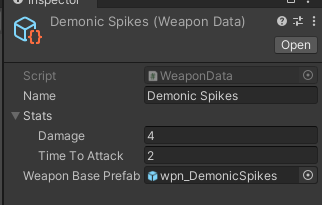 Inspector
Demonic Spikes (Weapon Data)
Open
Script WeaponData
Name Demonic Spikes
Stats
Damage 4
Time To Attack 2
Weapon Base Prefab wpn_DemonicSpikes